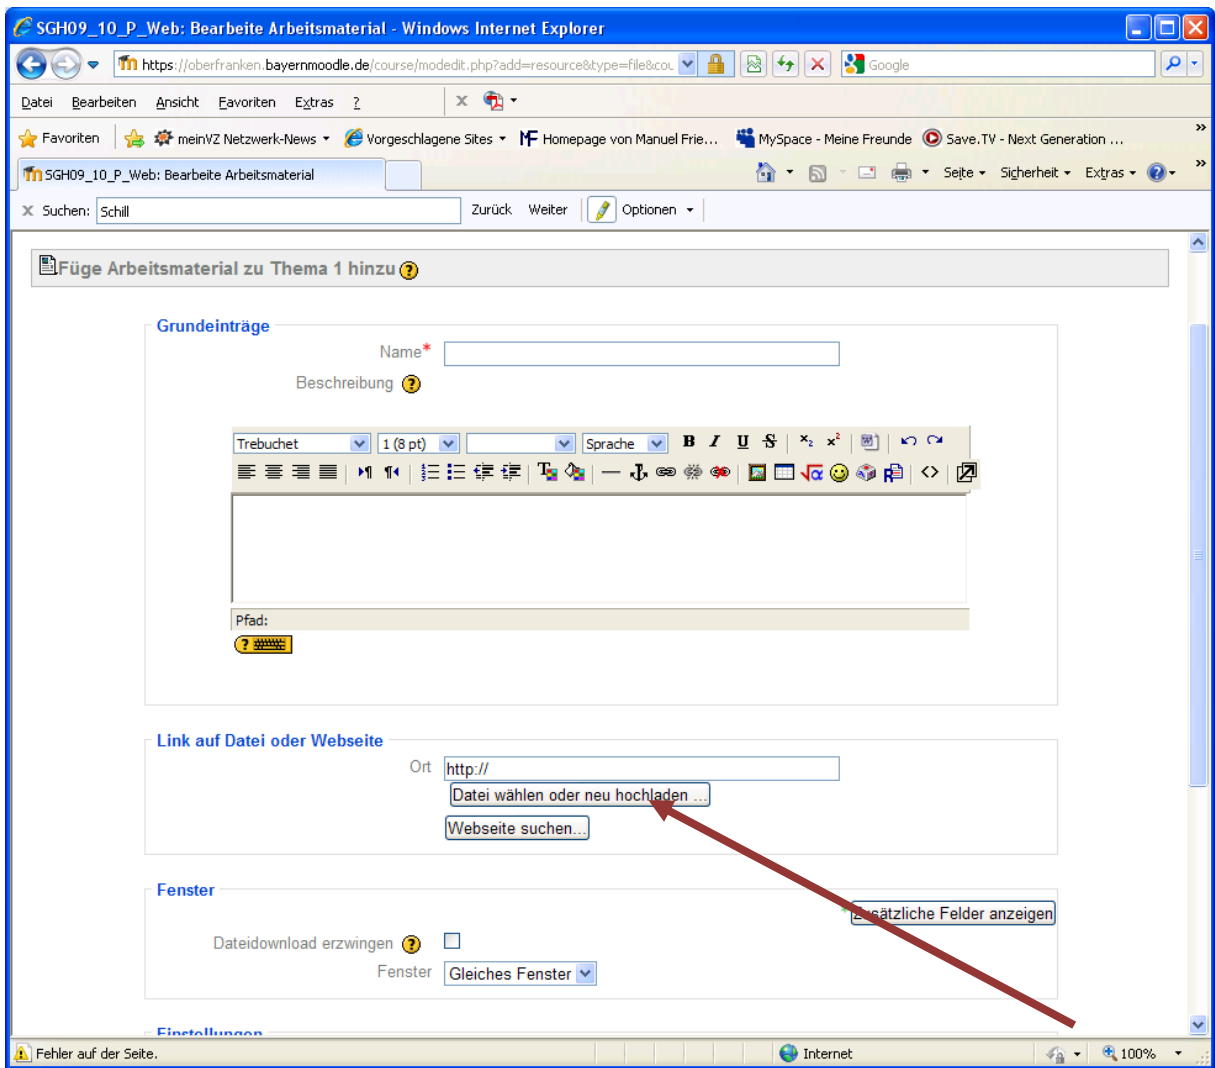 SGH09_10_P_Web: Bearbeite Arbeitsmaterial - Windows Internet Explorer
https://oberfranken.bayernmoodle.de/course/modedit.php?add=resource&type=file&cou
Google
Datei Bearbeiten Ansicht Favoriten Extras ?
Favoriten meinVZ Netzwerk-News Vorgeschlagene Sites Homepage von Manuel Frie... MySpace - Meine Freunde Save.TV - Next Generation ...
SGH09_10_P_Web: Bearbeite Arbeitsmaterial Seite Sicherheit Extras
x Suchen: Schill Zurück Weiter Optionen
Füge Arbeitsmaterial zu Thema 1 hinzu
Grundeinträge
Name*
Beschreibung
Trebuchet 1 (8 pt) Sprache B I U S x₂ x²
Pfad:
Link auf Datei oder Webseite
Ort http://
Datei wählen oder neu hochladen ...
Webseite suchen...
Fenster
* Zusätzliche Felder anzeigen
Dateidownload erzwingen
Fenster Gleiches Fenster
Einstellungen
Fehler auf der Seite. Internet 100%